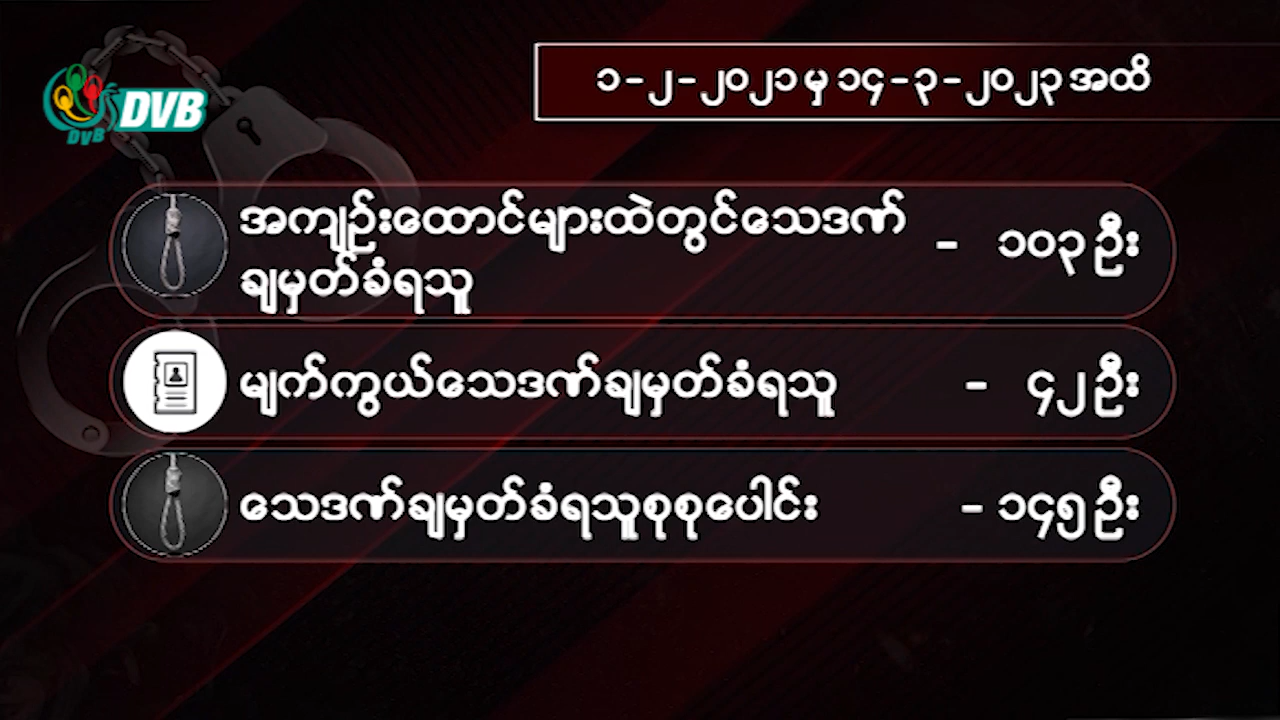 DVB
DVB
၁-၂-၂၀၂၁ မှ ၁၄-၃-၂၀၂၃ အထိ
အကျဉ်းထောင်များထဲတွင်သေဒဏ်
ချမှတ်ခံရသူ - ၁၀၃ ဦး
မျက်ကွယ်သေဒဏ်ချမှတ်ခံရသူ - ၄၂ ဦး
သေဒဏ်ချမှတ်ခံရသူစုစုပေါင်း - ၁၄၅ ဦး